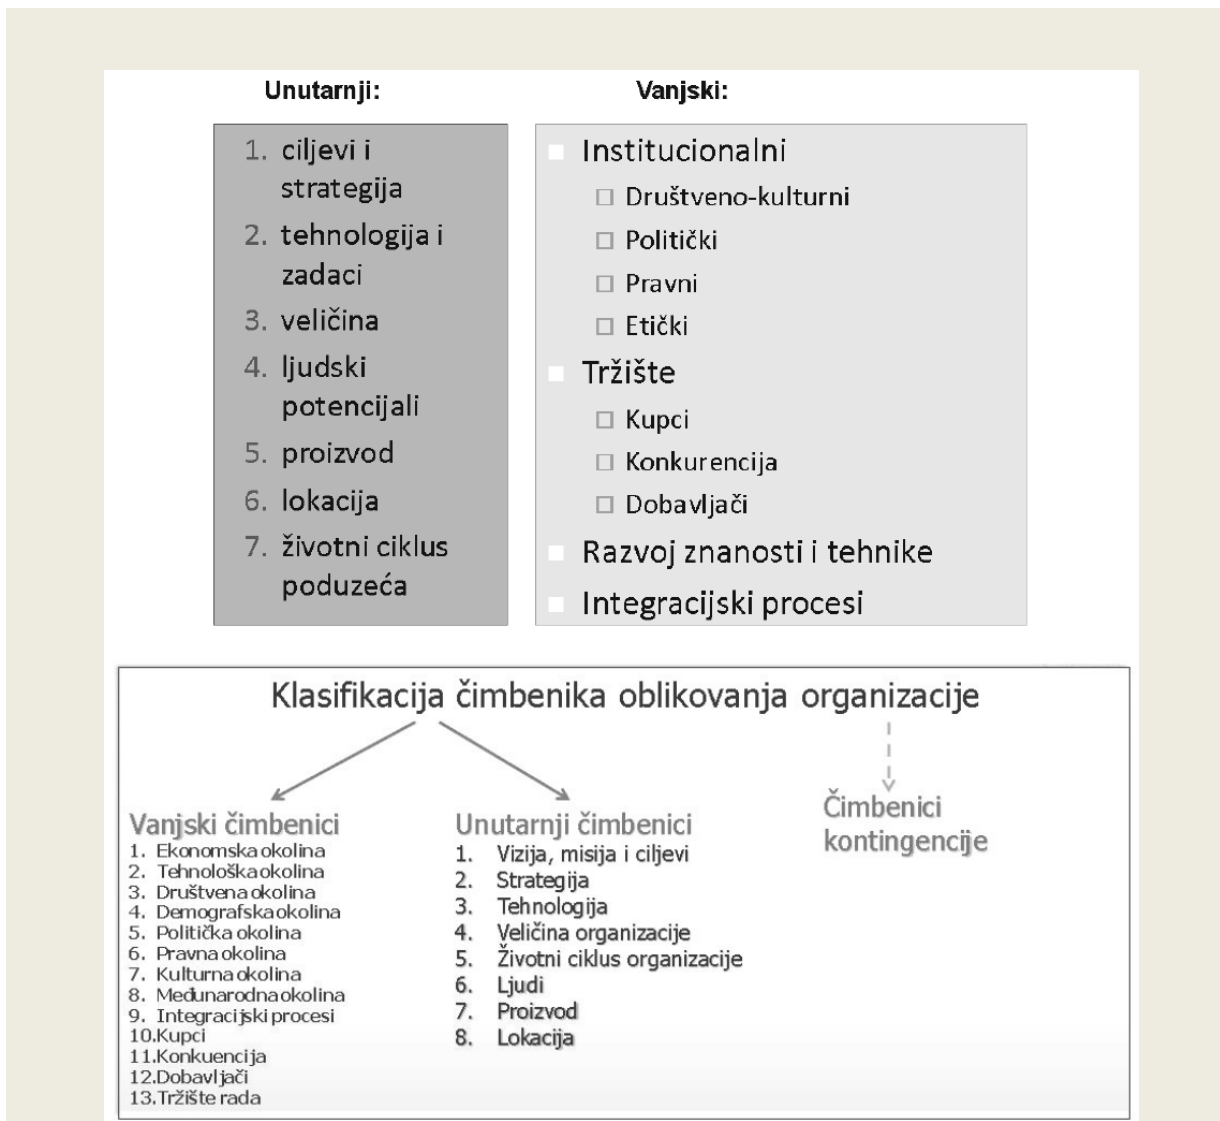 Unutarnji:
1. ciljevi i
strategija
2. tehnologija i
zadaci
3. veličina
4. ljudski
potencijali
5. proizvod
6. lokacija
7. životni ciklus
poduzeća
Vanjski:
Institucionalni
Društveno-kulturni
Politički
Pravni
Etički
Tržište
Kupci
Konkurencija
Dobavljači
Razvoj znanosti i tehnike
Integracijski procesi
Klasifikacija čimbenika oblikovanja organizacije
Vanjski čimbenici
1. Ekonomska okolina
2. Tehnološka okolina
3. Društvena okolina
4. Demografska okolina
5. Politička okolina
6. Pravna okolina
7. Kulturna okolina
8. Međunarodna okolina
9. Integracijski procesi
10.Kupci
11.Konkuencija
12.Dobavljači
13.Tržište rada
Unutarnji čimbenici
1. Vizija, misija i ciljevi
2. Strategija
3. Tehnologija
4. Veličina organizacije
5. Životni ciklus organizacije
6. Ljudi
7. Proizvod
8. Lokacija
Čimbenici
kontingencije